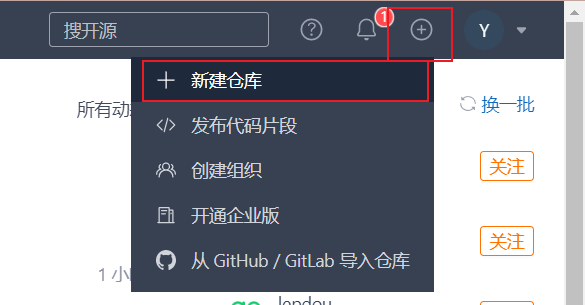 搜开源
1
Y
新建仓库
所有动
换一批
发布代码片段
关注
创建组织
开通企业版
关注
从 GitHub / GitLab 导入仓库
1 小